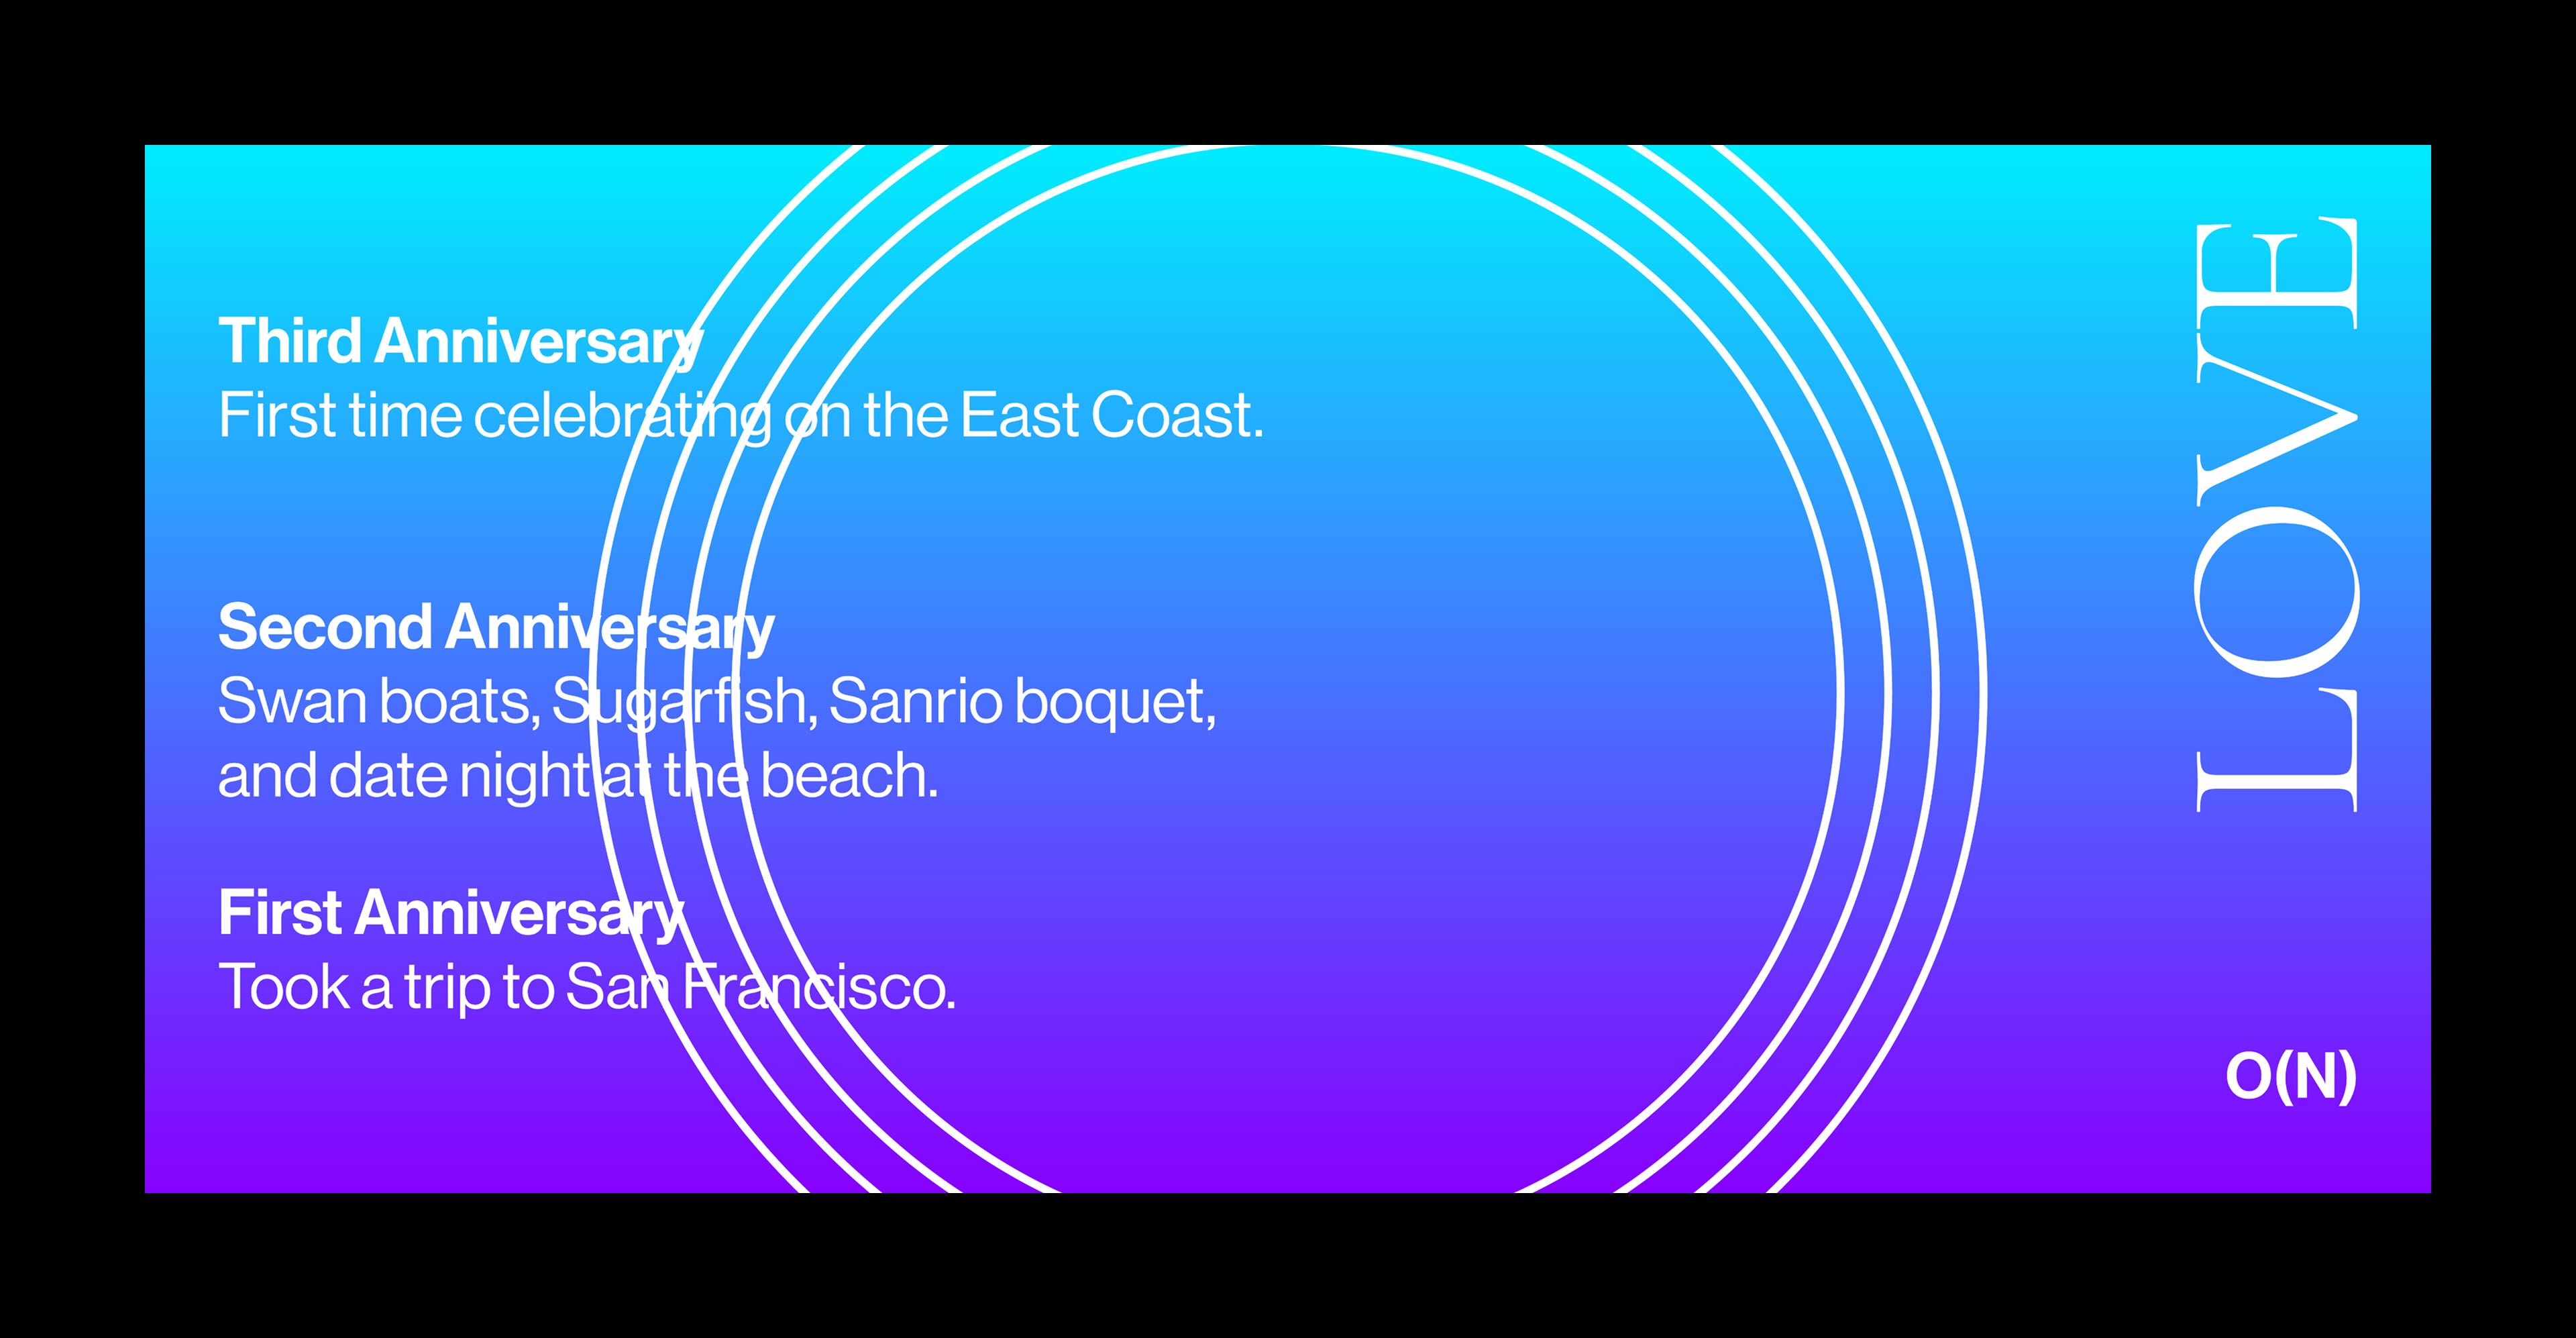 Third Anniversary
First time celebrating on the East Coast.
Second Anniversary
Swan boats, Sugarfish, Sanrio boquet,
and date night at the beach.
First Anniversary
Took a trip to San Francisco.
LOVE
O(N)